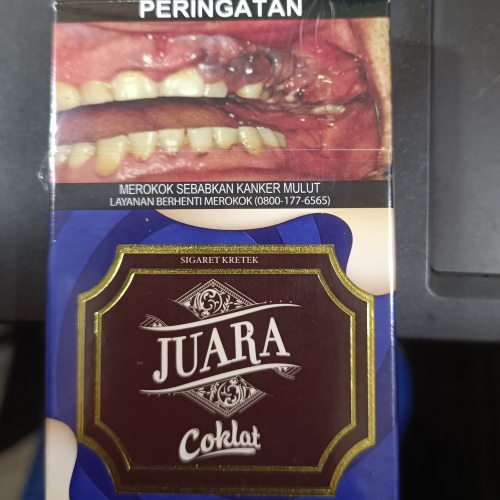 PERINGATAN
MEROKOK SEBABKAN KANKER MULUT
LAYANAN BERHENTI MEROKOK (0800-177-6565)
SIGARET KRETEK
JUARA
Coklat